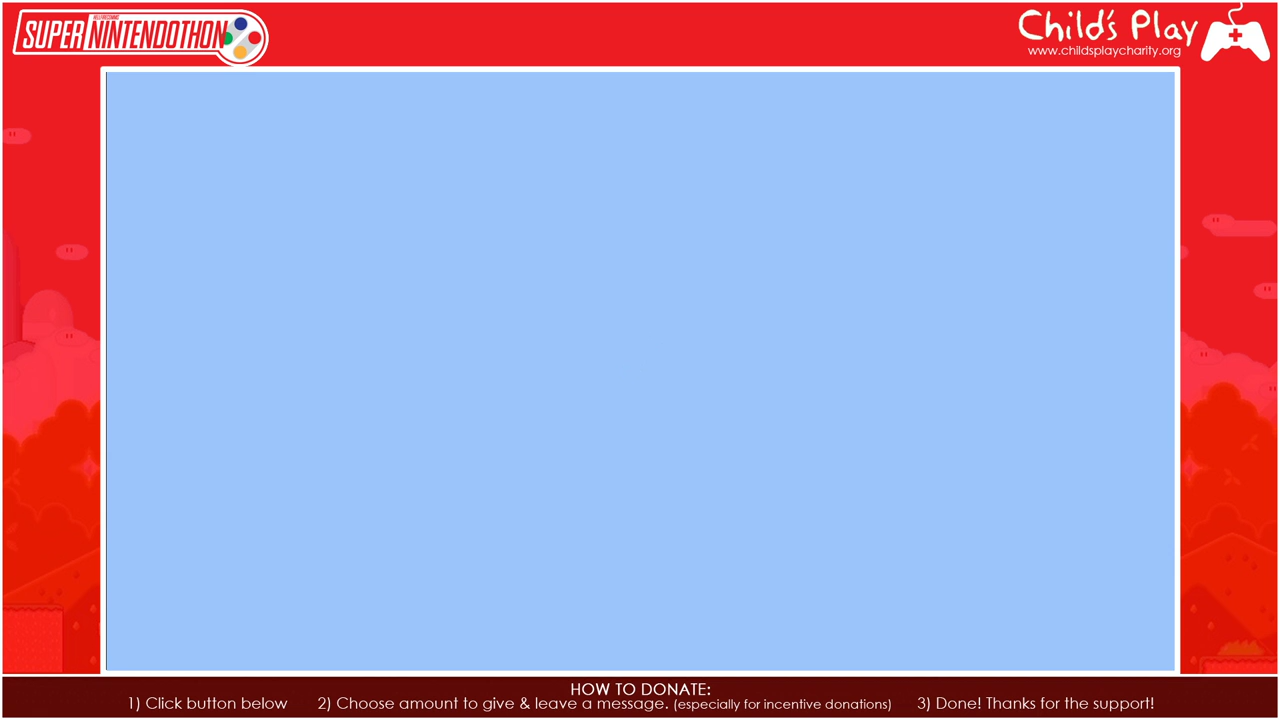 SUPER NINTENDOTHON
Child's Play
www.childsplaycharity.org
HOW TO DONATE:
1) Click button below 2) Choose amount to give & leave a message. (especially for incentive donations) 3) Done! Thanks for the support!